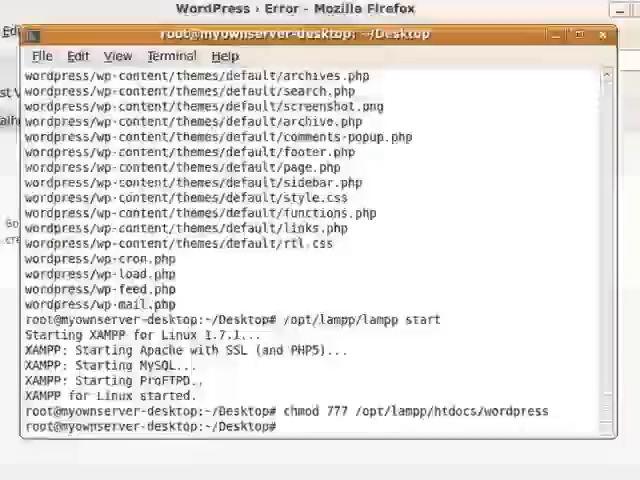 WordPress › Error - Mozilla Firefox
root@myownserver-desktop: ~/Desktop
File Edit View Terminal Help
wordpress/wp-content/themes/default/archives.php
wordpress/wp-content/themes/default/search.php
wordpress/wp-content/themes/default/screenshot.png
wordpress/wp-content/themes/default/archive.php
wordpress/wp-content/themes/default/comments-popup.php
wordpress/wp-content/themes/default/footer.php
wordpress/wp-content/themes/default/page.php
wordpress/wp-content/themes/default/sidebar.php
wordpress/wp-content/themes/default/style.css
wordpress/wp-content/themes/default/functions.php
wordpress/wp-content/themes/default/links.php
wordpress/wp-content/themes/default/rtl.css
wordpress/wp-cron.php
wordpress/wp-load.php
wordpress/wp-feed.php
wordpress/wp-mail.php
root@myownserver-desktop:~/Desktop# /opt/lampp/lampp start
Starting XAMPP for Linux 1.7.1...
XAMPP: Starting Apache with SSL (and PHP5)...
XAMPP: Starting MySQL...
XAMPP: Starting ProFTPD...
XAMPP for Linux started.
root@myownserver-desktop:~/Desktop# chmod 777 /opt/lampp/htdocs/wordpress
root@myownserver-desktop:~/Desktop#